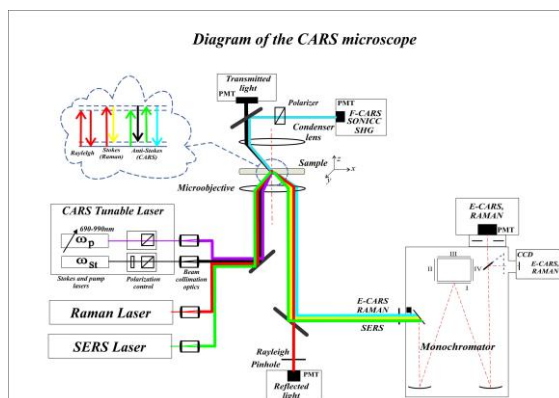 Diagram of the CARS microscope
Transmitted
light
PMT
Polarizer
PMT
F-CARS
SONICC
SHG
Condenser
lens
Rayleigh
Stokes
(Raman)
Anti-Stokes
(CARS)
Sample
z
x
y
Microobjective
CARS Tunable Laser
690-990nm
ωp
ωst
Stokes and pump
lasers
Polarization
control
Beam
collimation
optics
Raman Laser
SERS Laser
E-CARS,
RAMAN
PMT
CCD
E-CARS,
RAMAN
III
II
IV
I
E-CARS
RAMAN
SERS
Monochromator
Rayleigh
Pinhole
PMT
Reflected
light